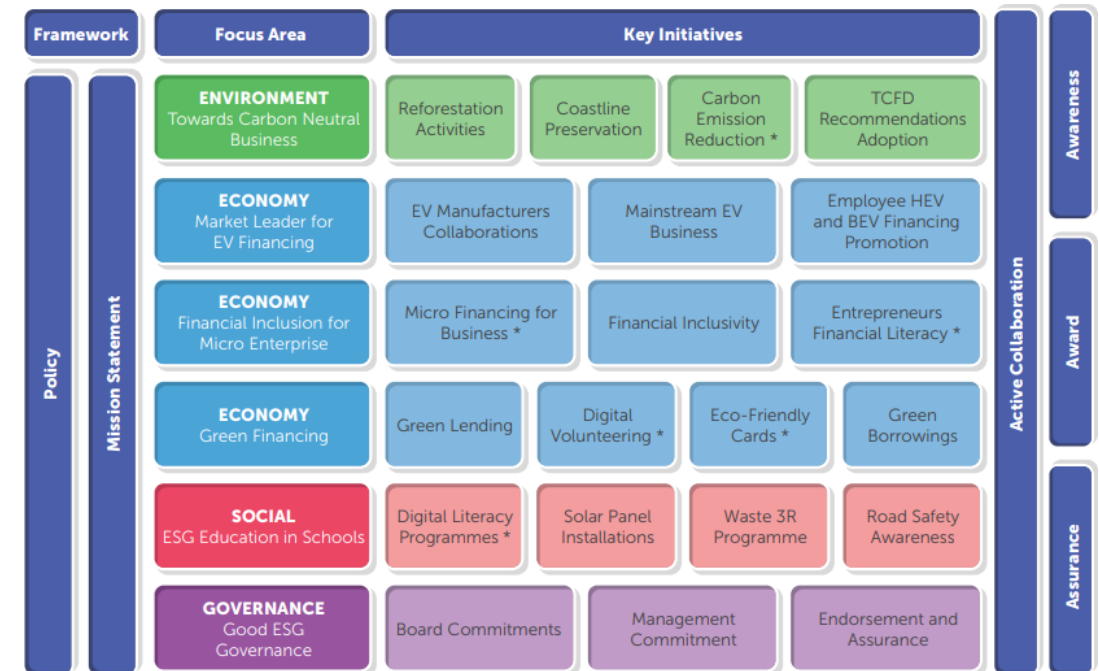 Framework
Focus Area
Key Initiatives
Policy
Mission Statement
ENVIRONMENT
Towards Carbon Neutral
Business
Reforestation
Activities
Coastline
Preservation
Carbon
Emission
Reduction *
TCFD
Recommendations
Adoption
ECONOMY
Market Leader for
EV Financing
EV Manufacturers
Collaborations
Mainstream EV
Business
Employee HEV
and BEV Financing
Promotion
ECONOMY
Financial Inclusion for
Micro Enterprise
Micro Financing for
Business *
Financial Inclusivity
Entrepreneurs
Financial Literacy *
ECONOMY
Green Financing
Green Lending
Digital
Volunteering *
Eco-Friendly
Cards *
Green
Borrowings
SOCIAL
ESG Education in Schools
Digital Literacy
Programmes *
Solar Panel
Installations
Waste 3R
Programme
Road Safety
Awareness
GOVERNANCE
Good ESG
Governance
Board Commitments
Management
Commitment
Endorsement and
Assurance
Active Collaboration
Awareness
Award
Assurance